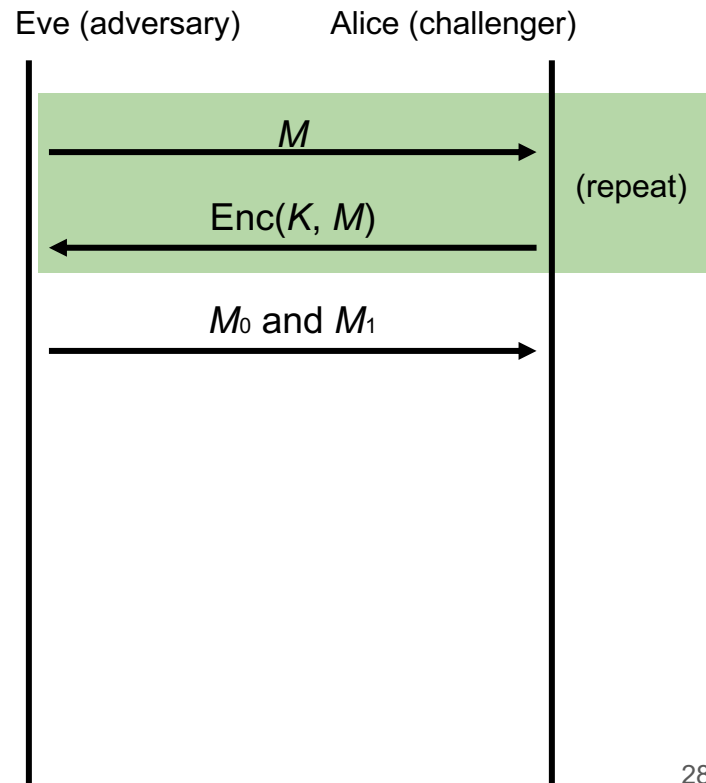 Eve (adversary) Alice (challenger)
M
(repeat)
Enc(K, M)
M₀ and M₁
28